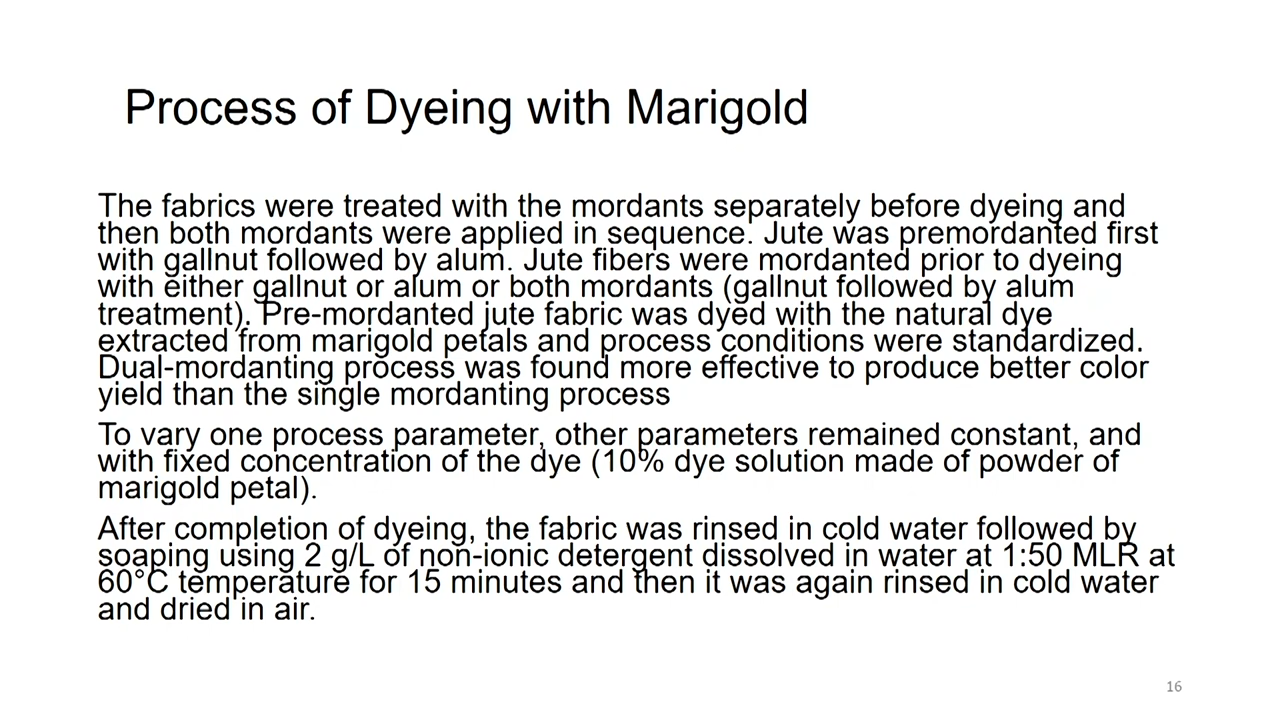 Process of Dyeing with Marigold
The fabrics were treated with the mordants separately before dyeing and
then both mordants were applied in sequence. Jute was premordanted first
with gallnut followed by alum. Jute fibers were mordanted prior to dyeing
with either gallnut or alum or both mordants (gallnut followed by alum
treatment). Pre-mordanted jute fabric was dyed with the natural dye
extracted from marigold petals and process conditions were standardized.
Dual-mordanting process was found more effective to produce better color
yield than the single mordanting process
To vary one process parameter, other parameters remained constant, and
with fixed concentration of the dye (10% dye solution made of powder of
marigold petal).
After completion of dyeing, the fabric was rinsed in cold water followed by
soaping using 2 g/L of non-ionic detergent dissolved in water at 1:50 MLR at
60°C temperature for 15 minutes and then it was again rinsed in cold water
and dried in air.
16